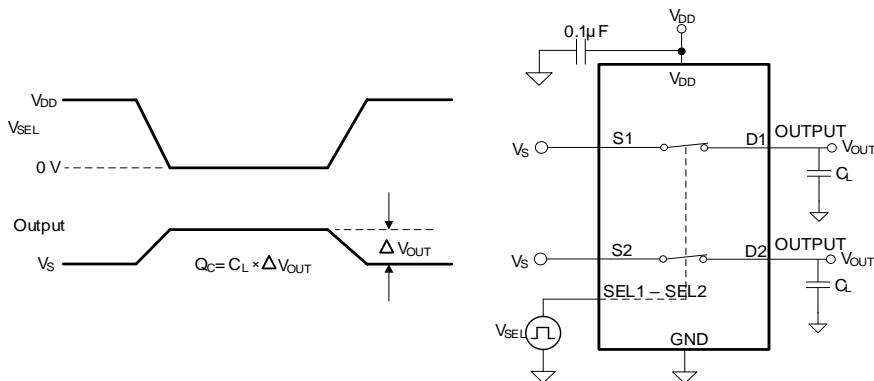 VDD
VSEL
0 V
Output
VS
QC = CL × ΔVOUT
Δ VOUT
VDD
0.1µF
VDD
VS
S1
D1
OUTPUT
VOUT
CL
VS
S2
D2
OUTPUT
VOUT
CL
SEL1 – SEL2
VSEL
GND